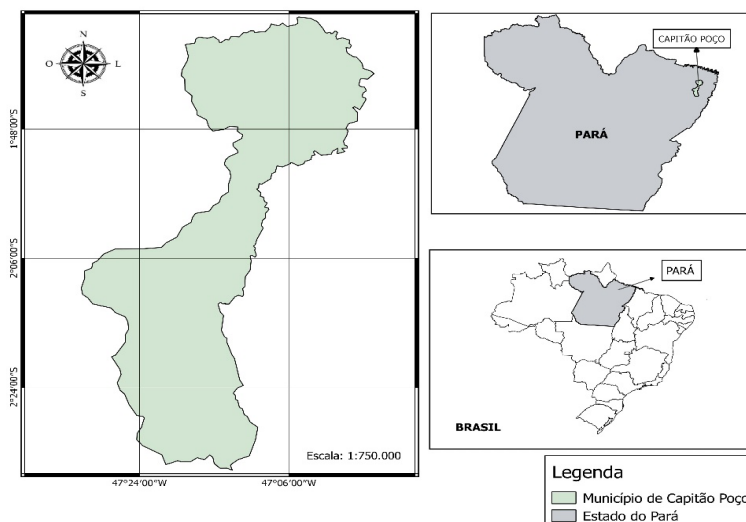 N
O
L
S
1°48'00"S
2°06'00"S
2°24'00"S
Escala: 1:750.000
47°24'00"W
47°06'00"W
CAPITÃO POÇO
PARÁ
PARÁ
BRASIL
Legenda
Município de Capitão Poço
Estado do Pará